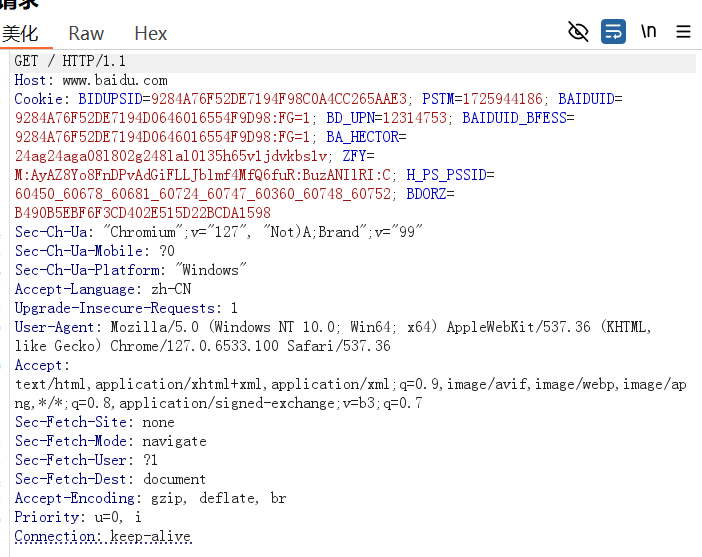 请求
美化 Raw Hex \n
GET / HTTP/1.1
Host: www.baidu.com
Cookie: BIDUPSID=9284A76F52DE7194F98C0A4CC265AAE3; PSTM=1725944186; BAIDUID=
9284A76F52DE7194D0646016554F9D98:FG=1; BD_UPN=12314753; BAIDUID_BFESS=
9284A76F52DE7194D0646016554F9D98:FG=1; BA_HECTOR=
24ag24aga08l802g248lal0135h65v1jdvkbslv; ZFY=
M:AyAZ8Yo8FnDPvAdGiFLLJblmf4MfQ6fuR:BuzANIlRI:C; H_PS_PSSID=
60450_60678_60681_60724_60747_60360_60748_60752; BDORZ=
B490B5EBF6F3CD402E515D22BCDA1598
Sec-Ch-Ua: "Chromium";v="127", "Not)A;Brand";v="99"
Sec-Ch-Ua-Mobile: ?0
Sec-Ch-Ua-Platform: "Windows"
Accept-Language: zh-CN
Upgrade-Insecure-Requests: 1
User-Agent: Mozilla/5.0 (Windows NT 10.0; Win64; x64) AppleWebKit/537.36 (KHTML,
like Gecko) Chrome/127.0.6533.100 Safari/537.36
Accept:
text/html,application/xhtml+xml,application/xml;q=0.9,image/avif,image/webp,image/ap
ng,*/*;q=0.8,application/signed-exchange;v=b3;q=0.7
Sec-Fetch-Site: none
Sec-Fetch-Mode: navigate
Sec-Fetch-User: ?1
Sec-Fetch-Dest: document
Accept-Encoding: gzip, deflate, br
Priority: u=0, i
Connection: keep-alive